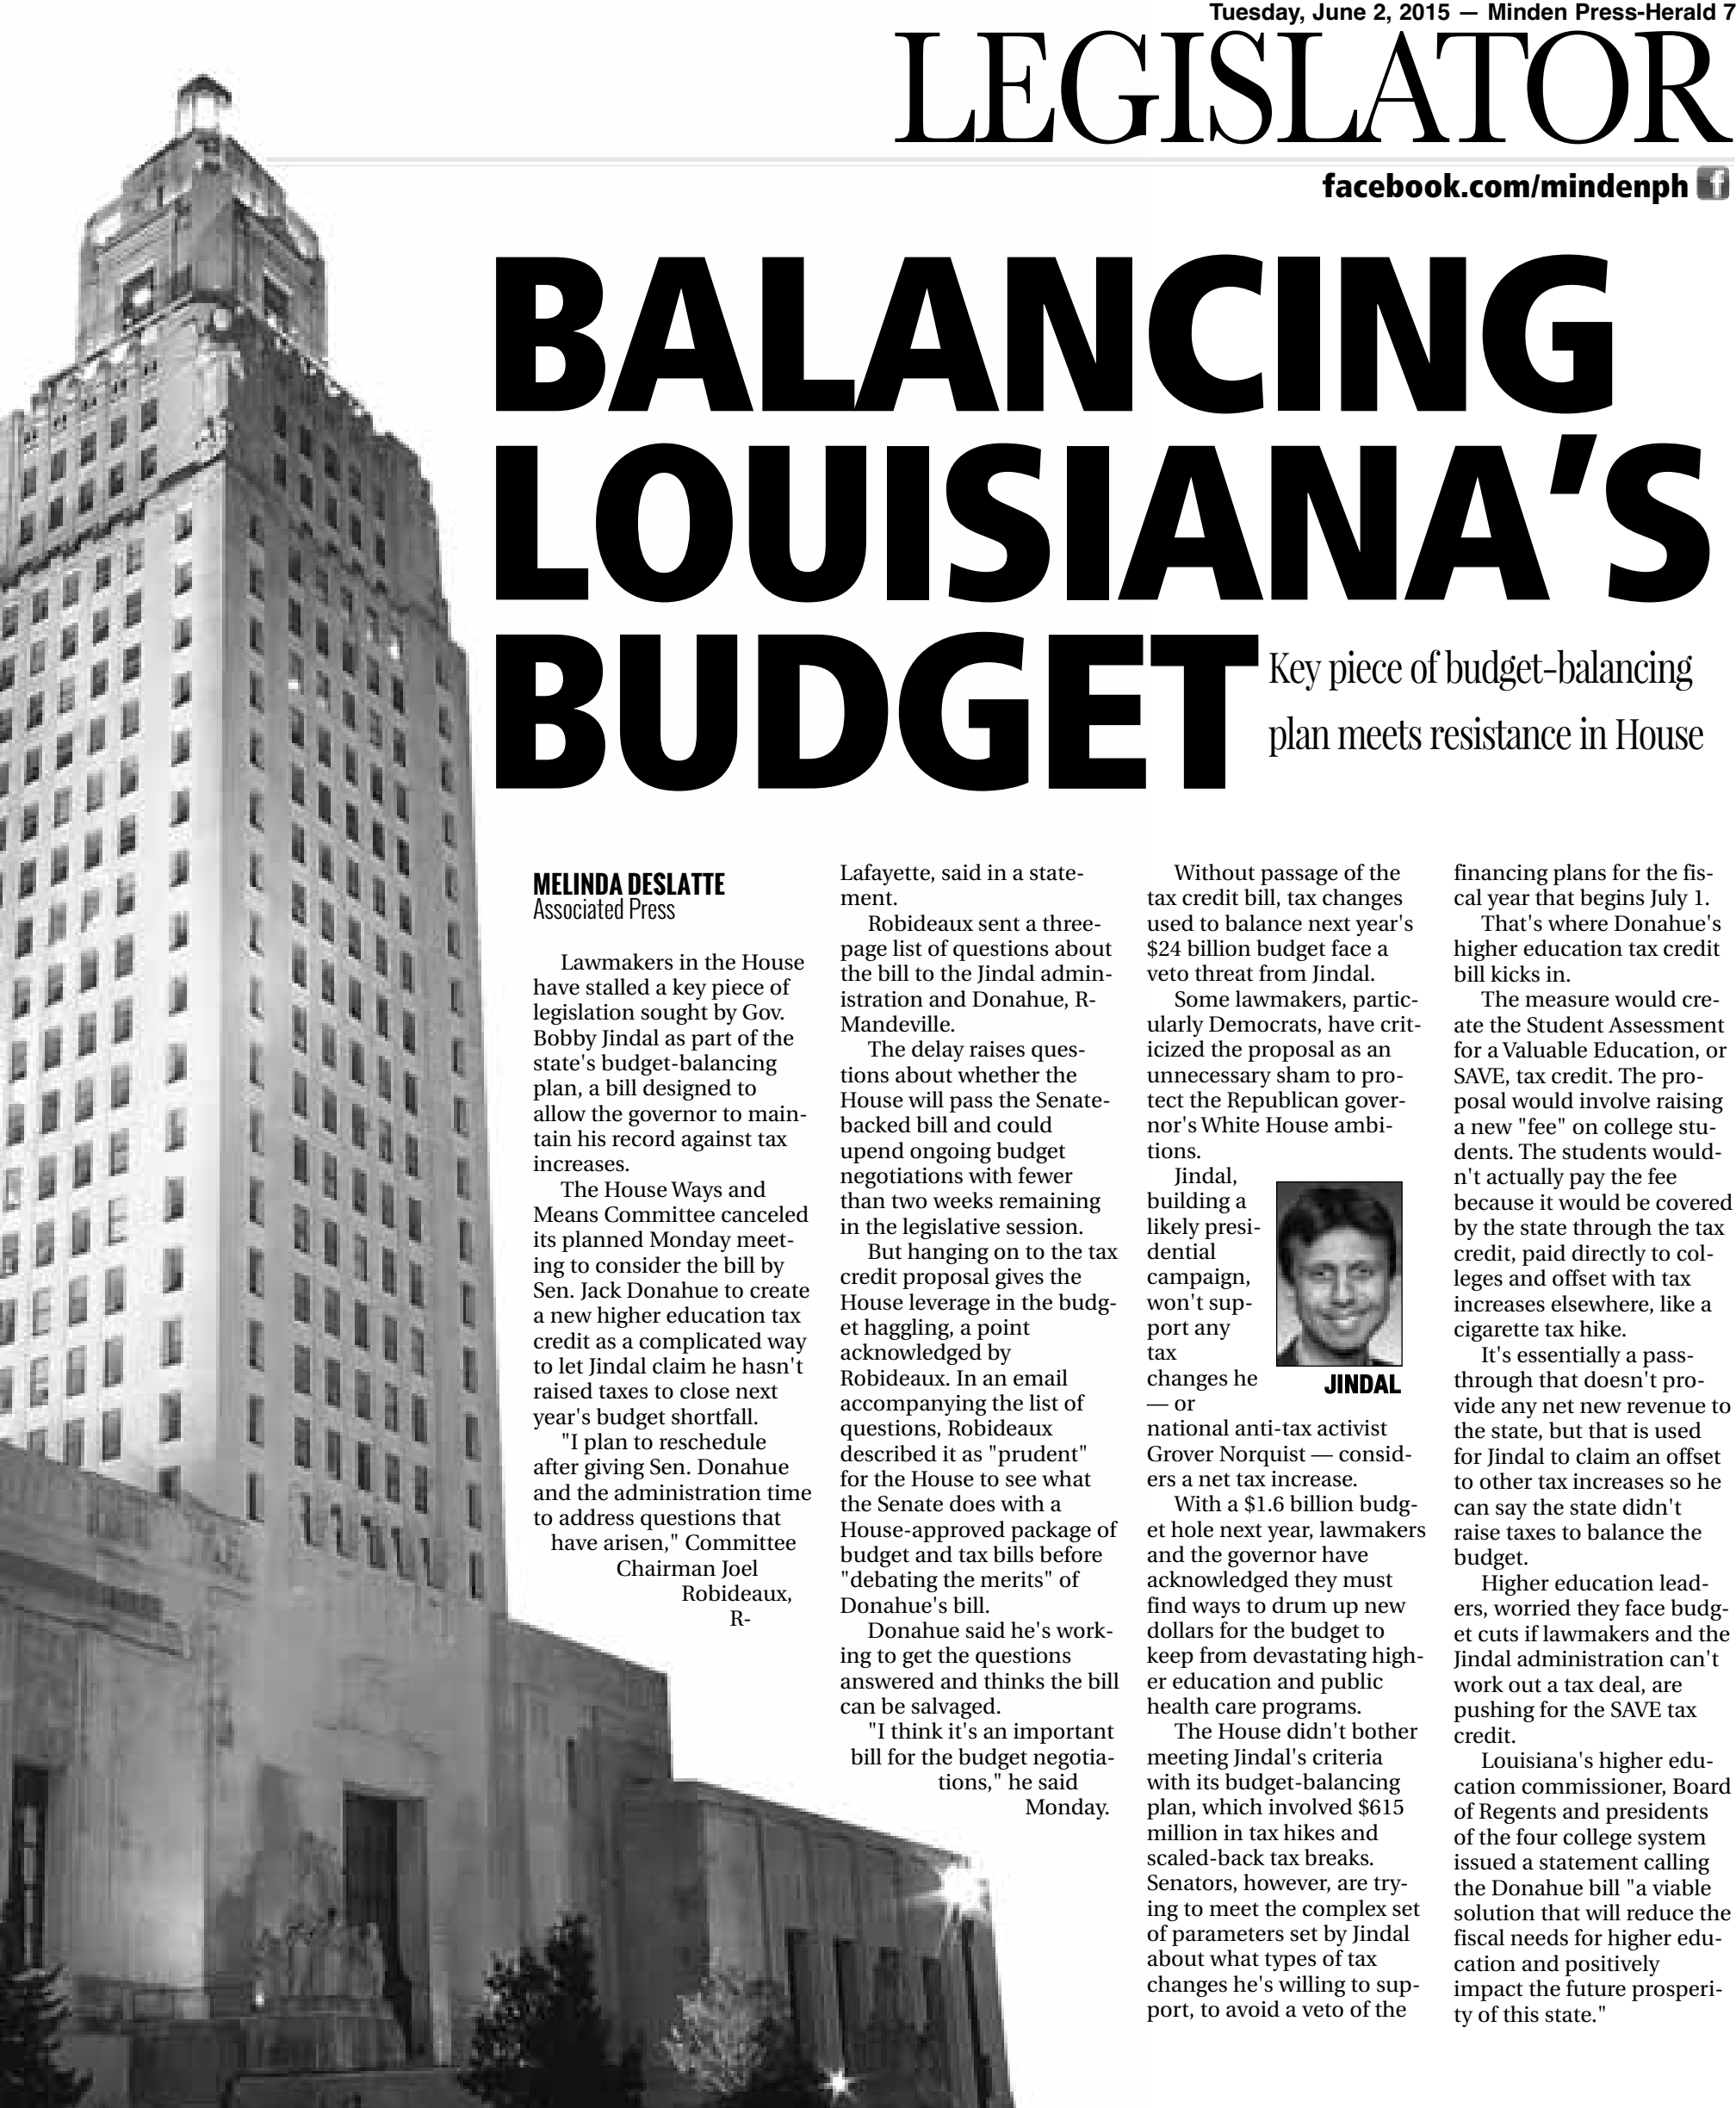 Tuesday, June 2, 2015 — Minden Press-Herald 7
LEGISLATOR
facebook.com/mindenph f
BALANCING
LOUISIANA'S
BUDGET
Key piece of budget-balancing
plan meets resistance in House
MELINDA DESLATTE
Associated Press
Lawmakers in the House
have stalled a key piece of
legislation sought by Gov.
Bobby Jindal as part of the
state's budget-balancing
plan, a bill designed to
allow the governor to main-
tain his record against tax
increases.
The House Ways and
Means Committee canceled
its planned Monday meet-
ing to consider the bill by
Sen. Jack Donahue to create
a new higher education tax
credit as a complicated way
to let Jindal claim he hasn't
raised taxes to close next
year's budget shortfall.
"I plan to reschedule
after giving Sen. Donahue
and the administration time
to address questions that
have arisen," Committee
Chairman Joel
Robideaux,
R-
Lafayette, said in a state-
ment.
Robideaux sent a three-
page list of questions about
the bill to the Jindal admin-
istration and Donahue, R-
Mandeville.
The delay raises ques-
tions about whether the
House will pass the Senate-
backed bill and could
upend ongoing budget
negotiations with fewer
than two weeks remaining
in the legislative session.
But hanging on to the tax
credit proposal gives the
House leverage in the budg-
et haggling, a point
acknowledged by
Robideaux. In an email
accompanying the list of
questions, Robideaux
described it as "prudent"
for the House to see what
the Senate does with a
House-approved package of
budget and tax bills before
"debating the merits" of
Donahue's bill.
Donahue said he's work-
ing to get the questions
answered and thinks the bill
can be salvaged.
"I think it's an important
bill for the budget negotia-
tions," he said
Monday.
Without passage of the
tax credit bill, tax changes
used to balance next year's
$24 billion budget face a
veto threat from Jindal.
Some lawmakers, partic-
ularly Democrats, have crit-
icized the proposal as an
unnecessary sham to pro-
tect the Republican gover-
nor's White House ambi-
tions.
Jindal,
building a
likely presi-
dential
campaign,
won't sup-
port any
tax
changes he
— or
national anti-tax activist
Grover Norquist — consid-
ers a net tax increase.
With a $1.6 billion budg-
et hole next year, lawmakers
and the governor have
acknowledged they must
find ways to drum up new
dollars for the budget to
keep from devastating high-
er education and public
health care programs.
The House didn't bother
meeting Jindal's criteria
with its budget-balancing
plan, which involved $615
million in tax hikes and
scaled-back tax breaks.
Senators, however, are try-
ing to meet the complex set
of parameters set by Jindal
about what types of tax
changes he's willing to sup-
port, to avoid a veto of the
JINDAL
financing plans for the fis-
cal year that begins July 1.
That's where Donahue's
higher education tax credit
bill kicks in.
The measure would cre-
ate the Student Assessment
for a Valuable Education, or
SAVE, tax credit. The pro-
posal would involve raising
a new "fee" on college stu-
dents. The students would-
n't actually pay the fee
because it would be covered
by the state through the tax
credit, paid directly to col-
leges and offset with tax
increases elsewhere, like a
cigarette tax hike.
It's essentially a pass-
through that doesn't pro-
vide any net new revenue to
the state, but that is used
for Jindal to claim an offset
to other tax increases so he
can say the state didn't
raise taxes to balance the
budget.
Higher education lead-
ers, worried they face budg-
et cuts if lawmakers and the
Jindal administration can't
work out a tax deal, are
pushing for the SAVE tax
credit.
Louisiana's higher edu-
cation commissioner, Board
of Regents and presidents
of the four college system
issued a statement calling
the Donahue bill "a viable
solution that will reduce the
fiscal needs for higher edu-
cation and positively
impact the future prosperi-
ty of this state."